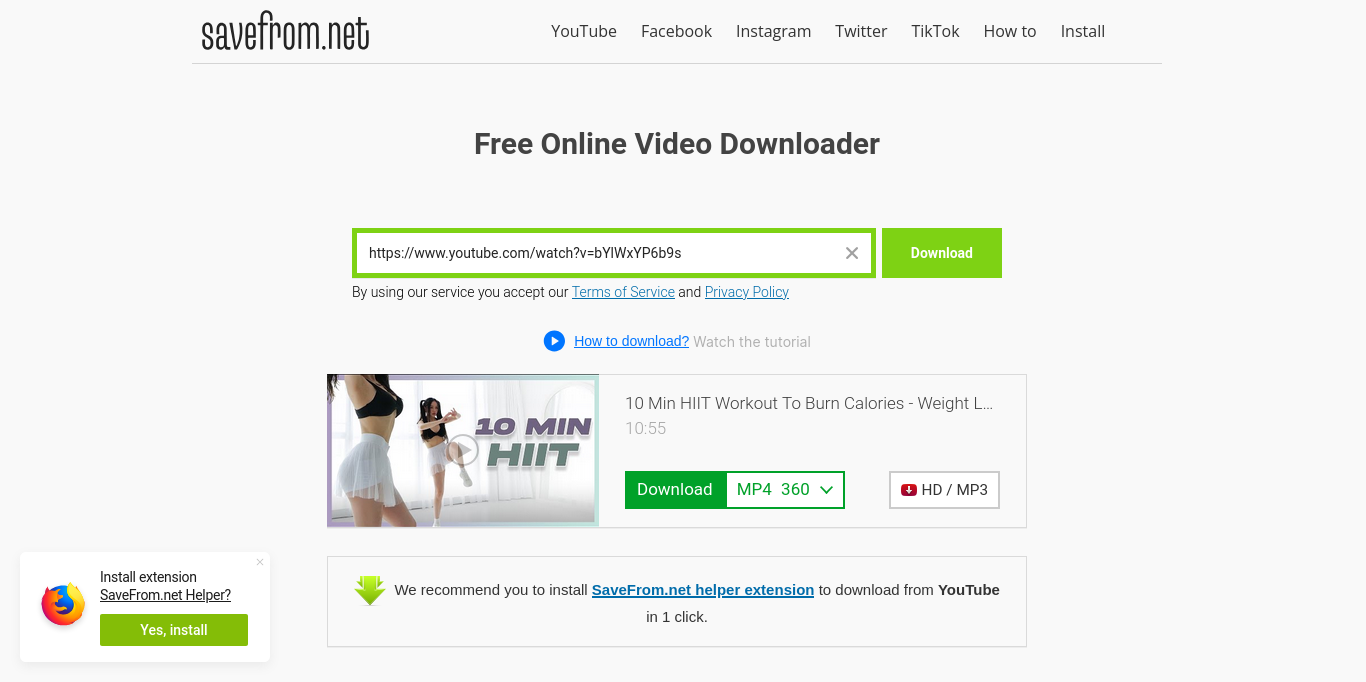 savefrom.net
YouTube Facebook Instagram Twitter TikTok How to Install
Free Online Video Downloader
https://www.youtube.com/watch?v=bYlWxYP6b9s
Download
By using our service you accept our Terms of Service and Privacy Policy
How to download? Watch the tutorial
10 MIN
HIIT
10 Min HIIT Workout To Burn Calories - Weight L...
10:55
Download MP4 360
HD / MP3
We recommend you to install SaveFrom.net helper extension to download from YouTube
in 1 click.
Install extension
SaveFrom.net Helper?
Yes, install